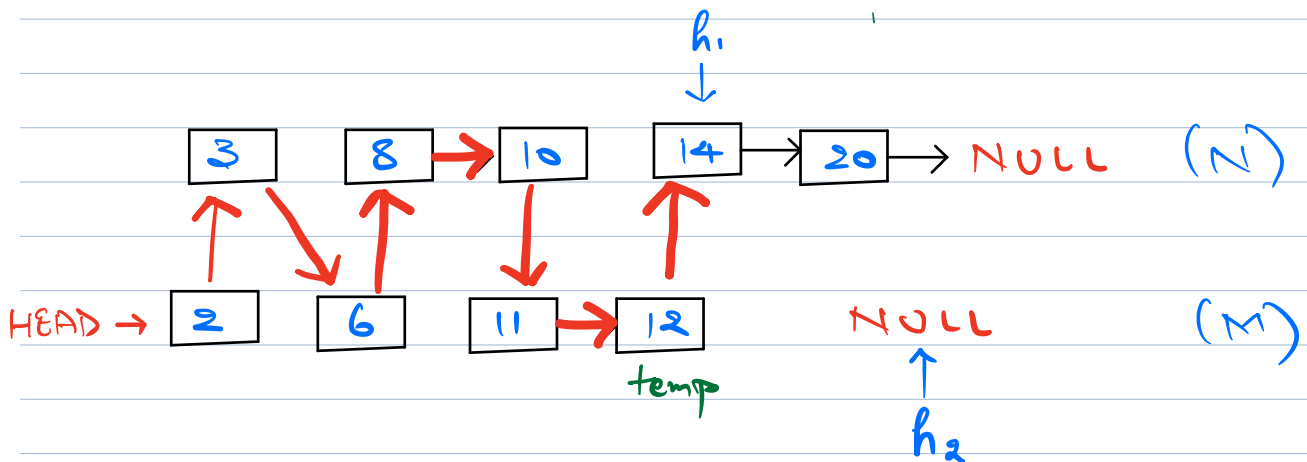 h1
3 8 10 14 20 NULL (N)
HEAD → 2 6 11 12 NULL (M)
temp
h2